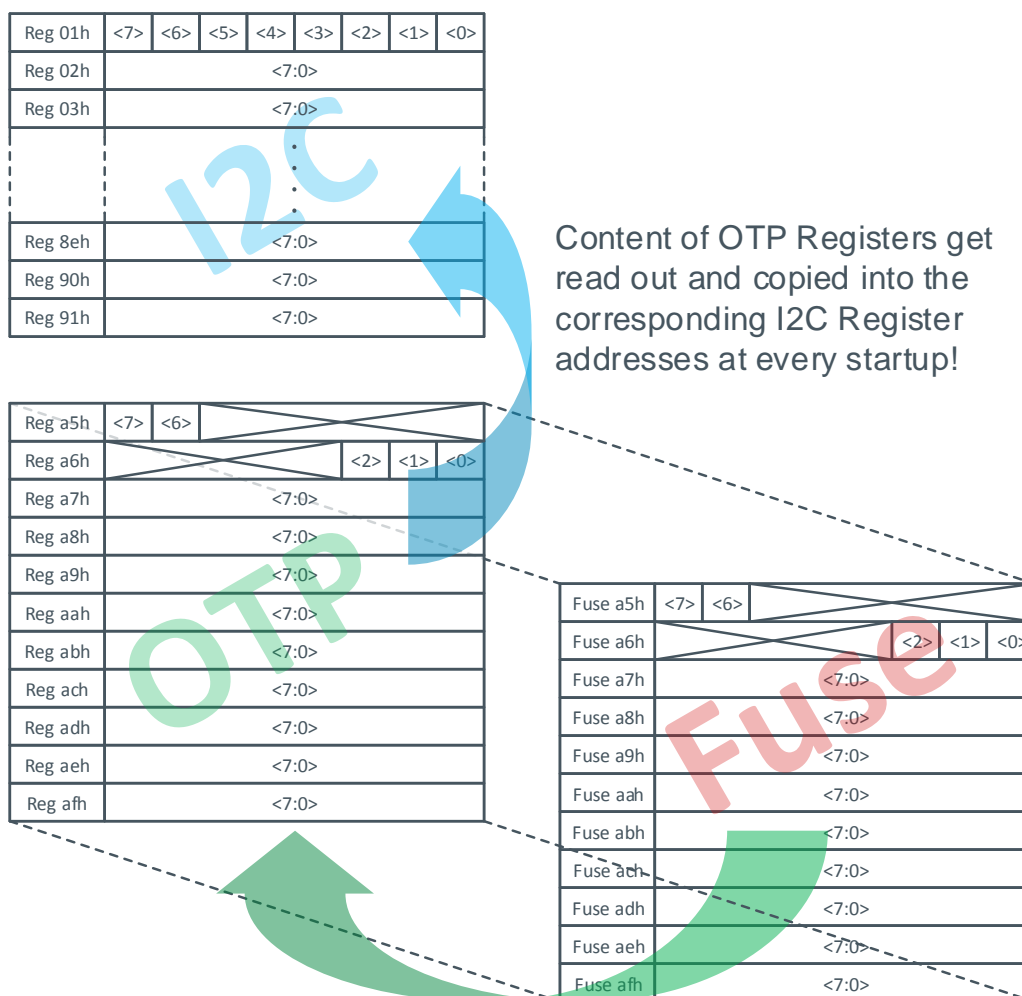 Reg 01h <7> <6> <5> <4> <3> <2> <1> <0>
Reg 02h <7:0>
Reg 03h <7:0>
I2C
Reg 8eh <7:0>
Reg 90h <7:0>
Reg 91h <7:0>
Content of OTP Registers get
read out and copied into the
corresponding I2C Register
addresses at every startup!
Reg a5h <7> <6>
Reg a6h <2> <1> <0>
Reg a7h <7:0>
Reg a8h <7:0>
Reg a9h <7:0>
Reg aah <7:0>
Reg abh <7:0>
Reg ach <7:0>
Reg adh <7:0>
Reg aeh <7:0>
Reg afh <7:0>
OTP
Fuse a5h <7> <6>
Fuse a6h <2> <1> <0>
Fuse a7h <7:0>
Fuse a8h <7:0>
Fuse a9h <7:0>
Fuse aah <7:0>
Fuse abh <7:0>
Fuse ach <7:0>
Fuse adh <7:0>
Fuse aeh <7:0>
Fuse afh <7:0>
Fuse